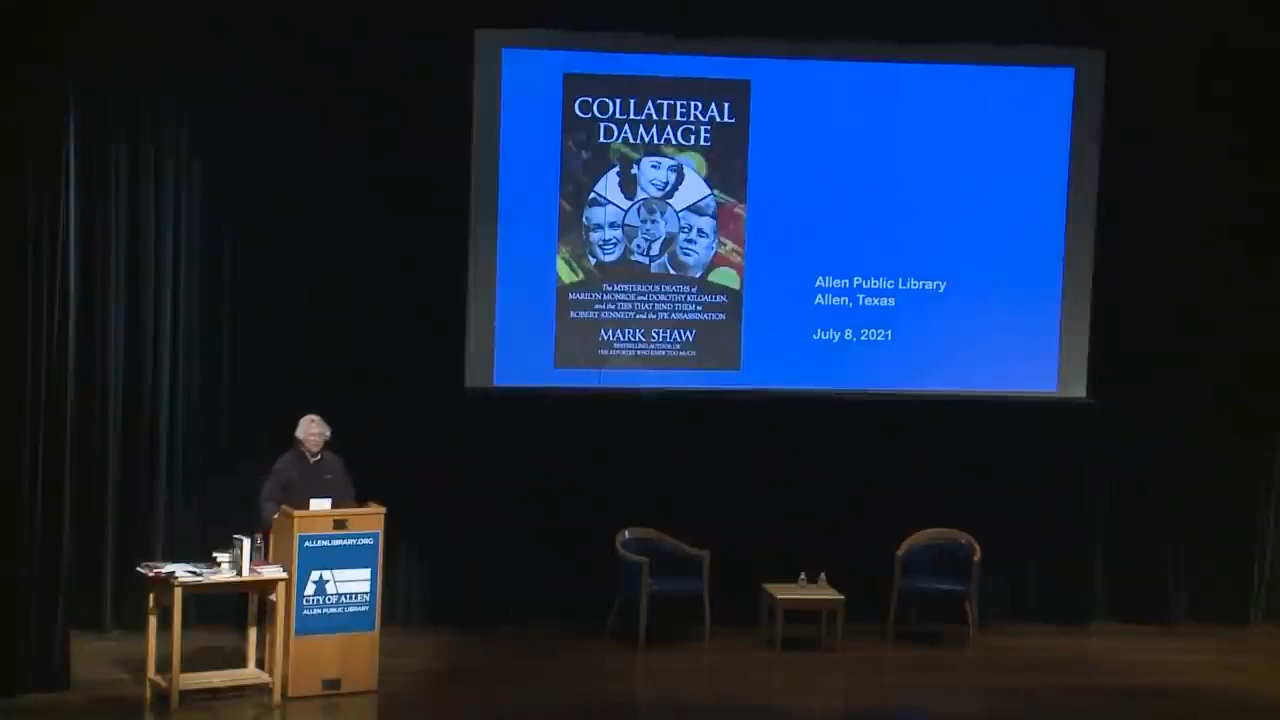 COLLATERAL
DAMAGE
The MYSTERIOUS DEATHS of
MARILYN MONROE and DOROTHY KILGALLEN,
and the TIES THAT BIND THEM to
ROBERT KENNEDY and the JFK ASSASSINATION
MARK SHAW
BESTSELLING AUTHOR OF
THE REPORTER WHO KNEW TOO MUCH
Allen Public Library
Allen, Texas
July 8, 2021
ALLENLIBRARY.ORG
CITY OF ALLEN
ALLEN PUBLIC LIBRARY